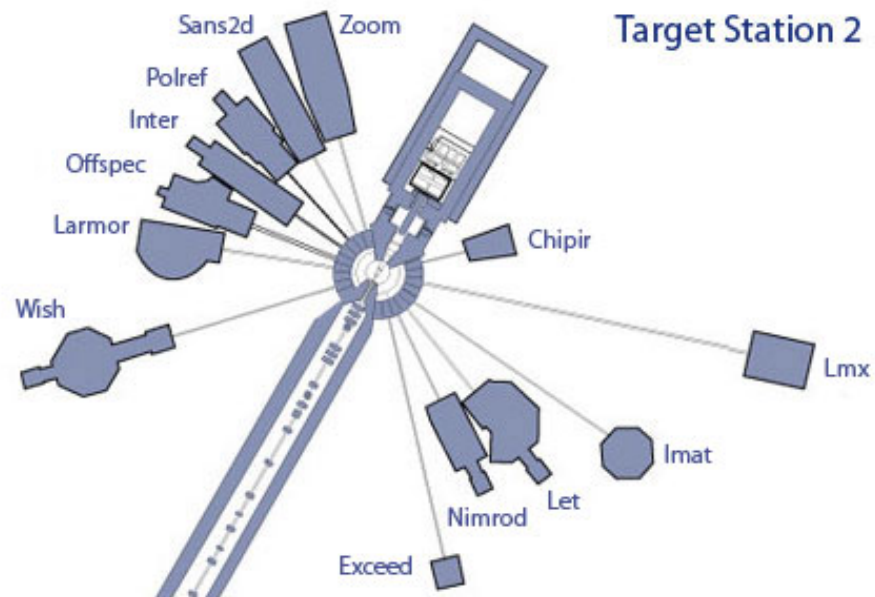 Target Station 2
Sans2d
Zoom
Polref
Inter
Offspec
Larmor
Chipir
Wish
Lmx
Imat
Let
Nimrod
Exceed